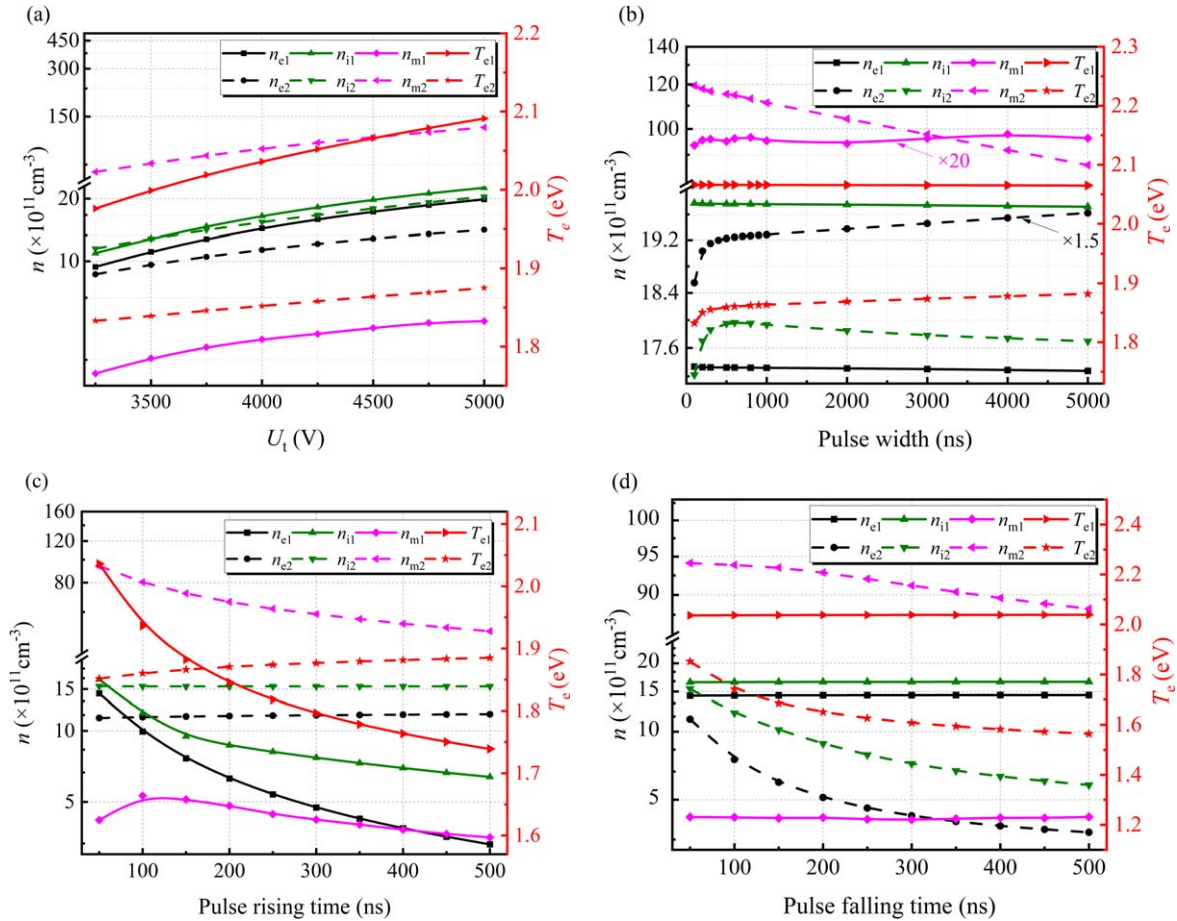 (a)
n_e1 n_i1 n_m1 T_e1
n_e2 n_i2 n_m2 T_e2
450
300
150
20
10
n (×10¹¹ cm⁻³)
2.2
2.1
2.0
1.9
1.8
T_e (eV)
3500 4000 4500 5000
U_t (V)
(b)
n_e1 n_i1 n_m1 T_e1
n_e2 n_i2 n_m2 T_e2
140
120
100
19.2
18.4
17.6
n (×10¹¹ cm⁻³)
×20
×1.5
2.3
2.2
2.1
2.0
1.9
1.8
T_e (eV)
0 1000 2000 3000 4000 5000
Pulse width (ns)
(c)
n_e1 n_i1 n_m1 T_e1
n_e2 n_i2 n_m2 T_e2
160
120
80
15
10
5
n (×10¹¹ cm⁻³)
2.1
2.0
1.9
1.8
1.7
1.6
T_e (eV)
100 200 300 400 500
Pulse rising time (ns)
(d)
n_e1 n_i1 n_m1 T_e1
n_e2 n_i2 n_m2 T_e2
100
95
90
20
15
10
5
n (×10¹¹ cm⁻³)
2.4
2.2
2.0
1.8
1.6
1.4
1.2
T_e (eV)
100 200 300 400 500
Pulse falling time (ns)